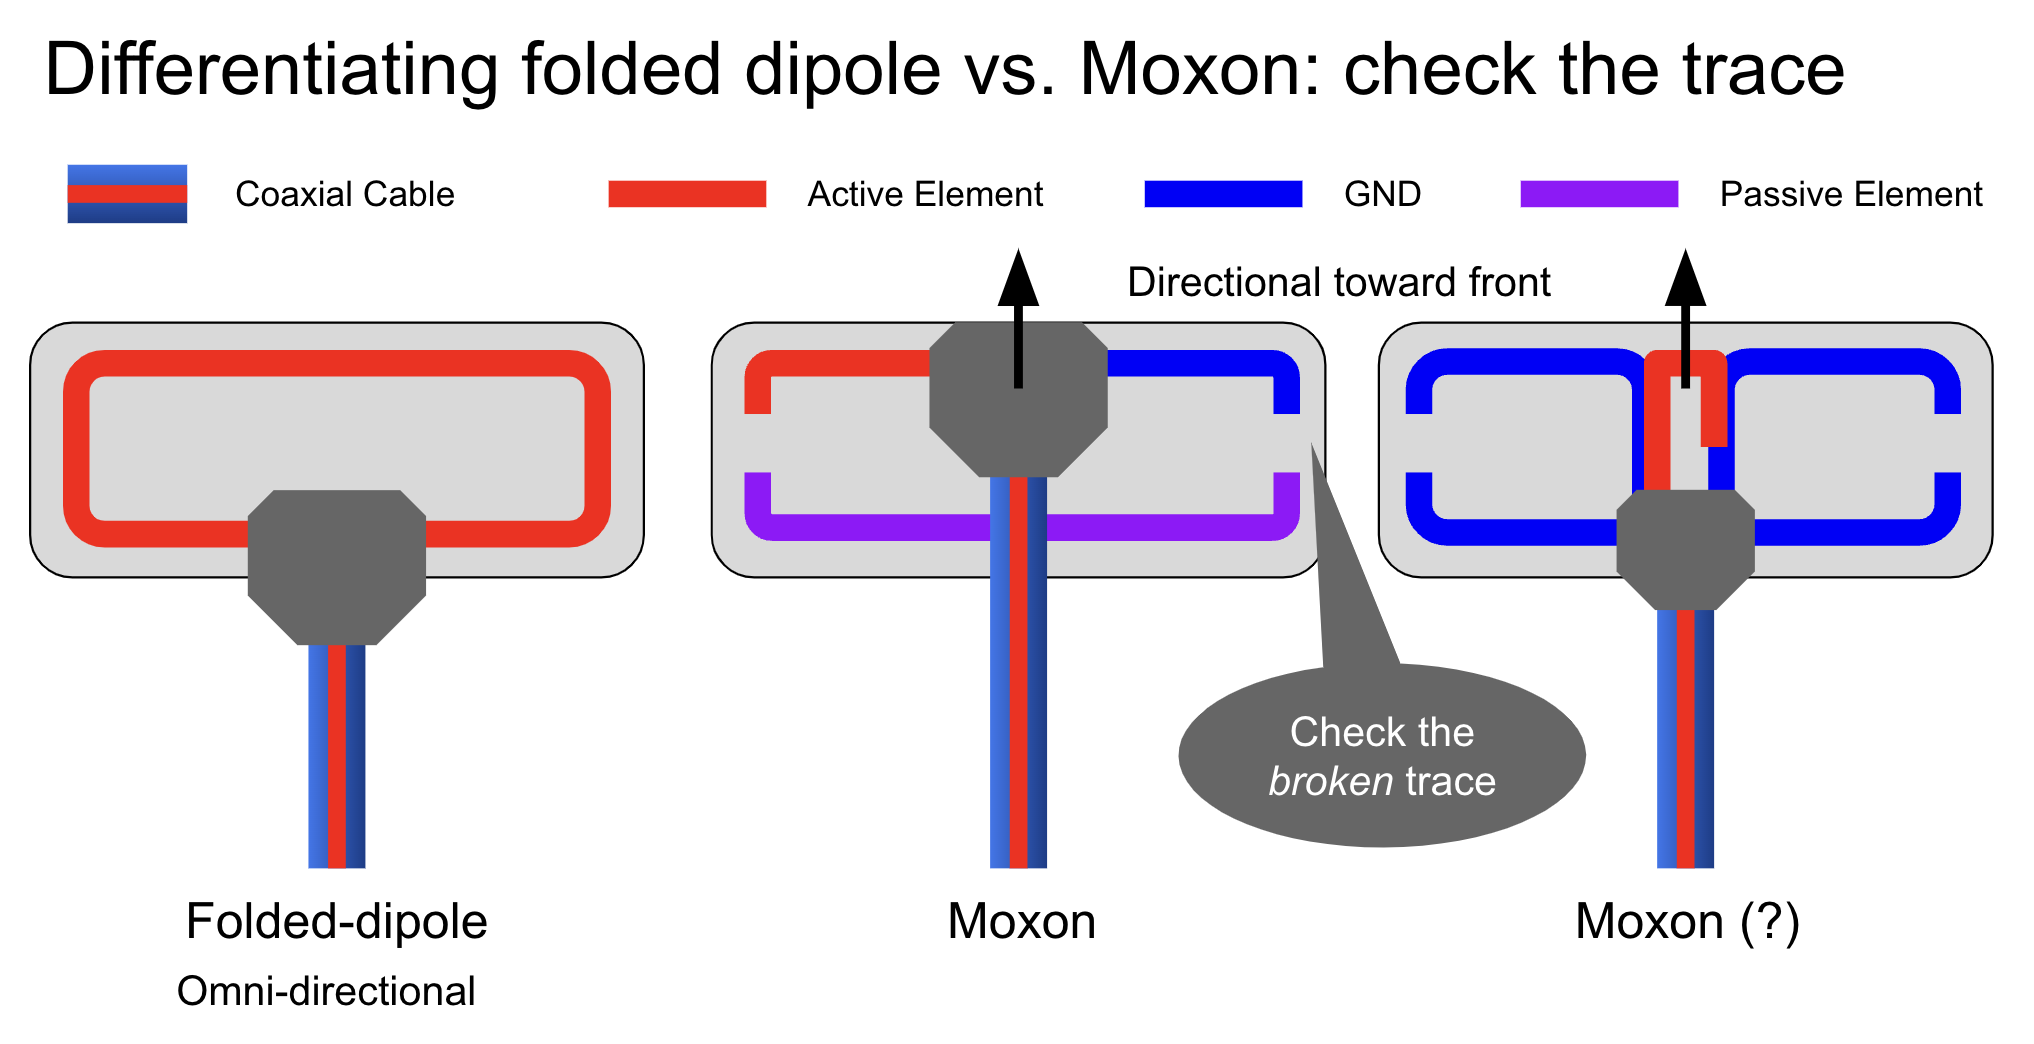 Differentiating folded dipole vs. Moxon: check the trace
Coaxial Cable
Active Element
GND
Passive Element
Directional toward front
Check the
broken trace
Folded-dipole
Moxon
Moxon (?)
Omni-directional